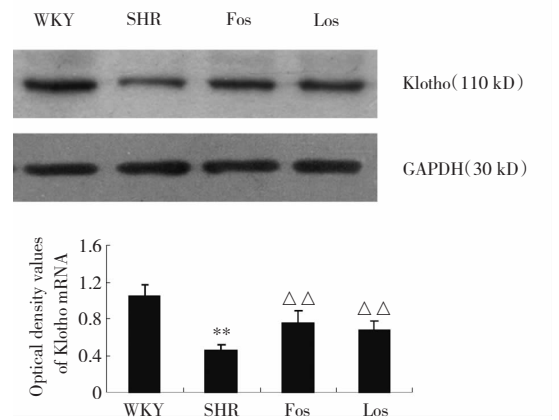 WKY SHR Fos Los
Klotho(110 kD)
GAPDH(30 kD)
Optical density values
of Klotho mRNA
1.6
1.2
0.8
0.4
0
**
△△
△△
WKY SHR Fos Los